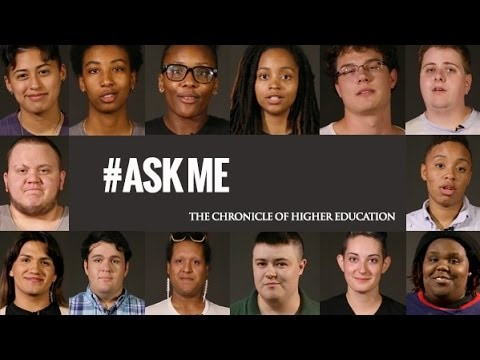 #ASK ME
THE CHRONICLE OF HIGHER EDUCATION